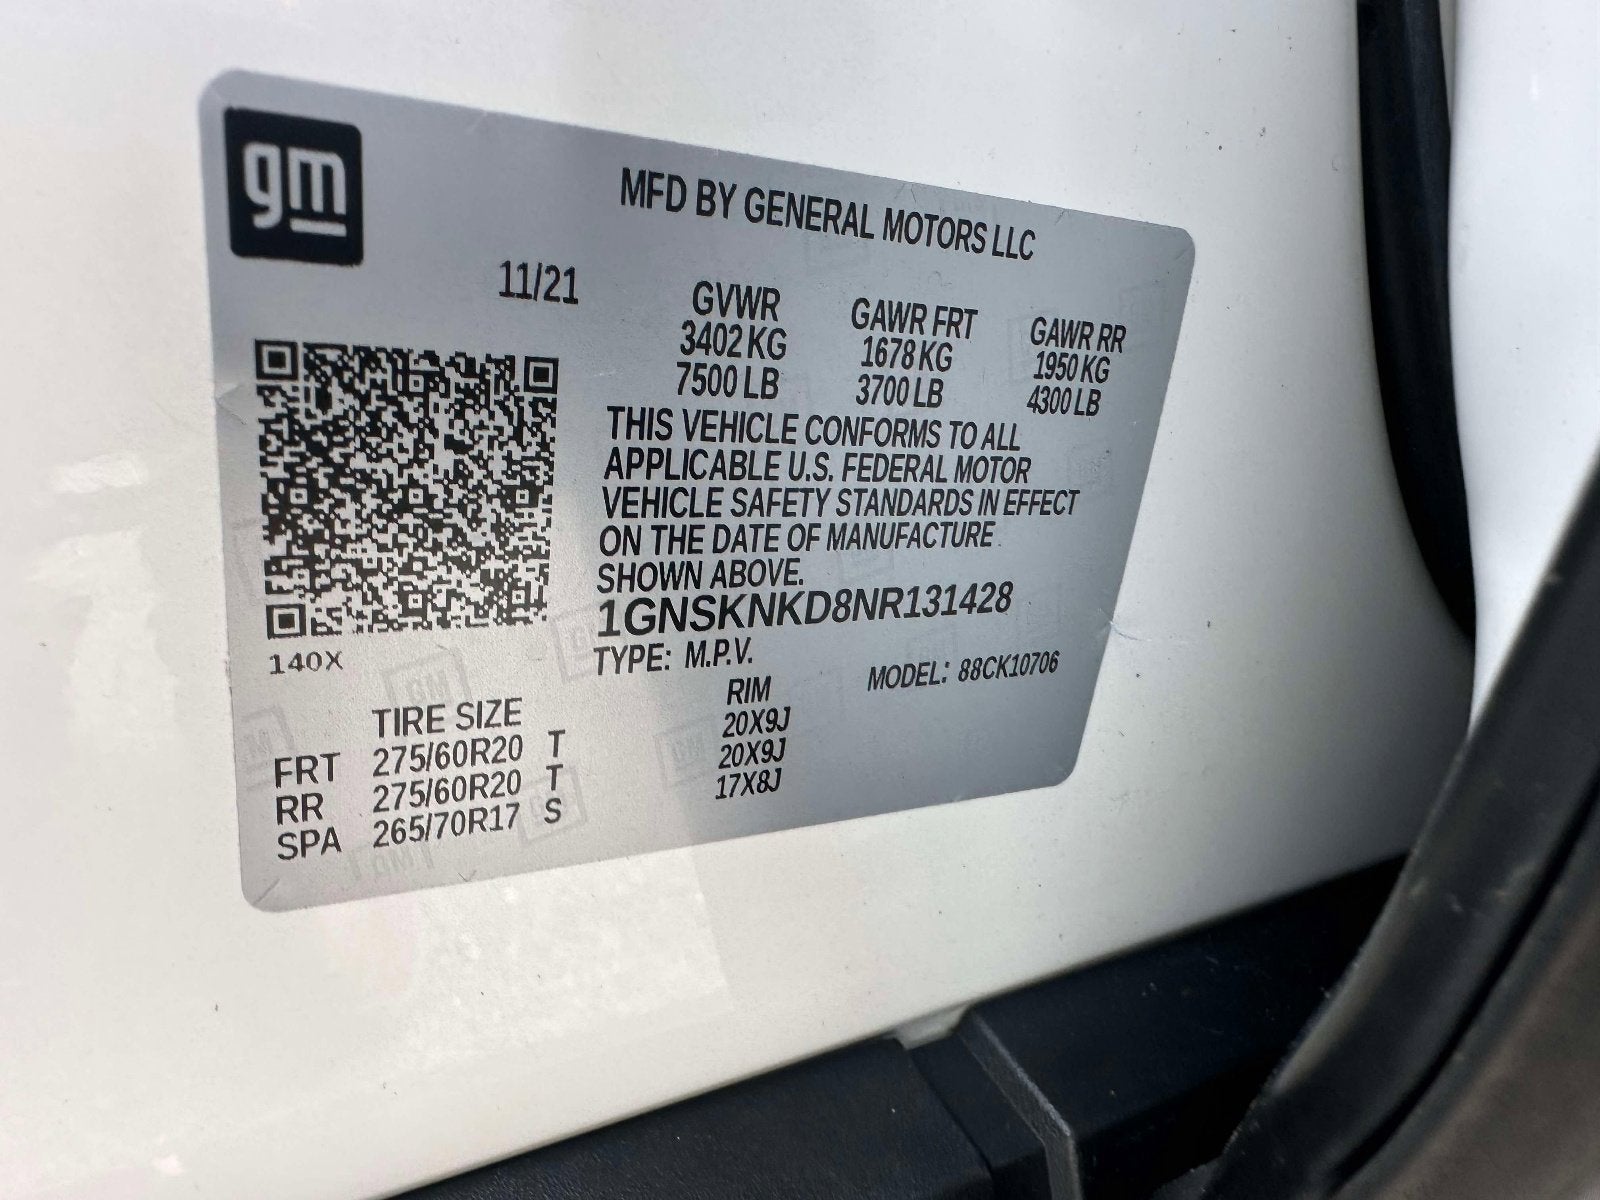 gm
MFD BY GENERAL MOTORS LLC
11/21
GVWR GAWR FRT GAWR RR
3402 KG 1678 KG 1950 KG
7500 LB 3700 LB 4300 LB
THIS VEHICLE CONFORMS TO ALL
APPLICABLE U.S. FEDERAL MOTOR
VEHICLE SAFETY STANDARDS IN EFFECT
ON THE DATE OF MANUFACTURE
SHOWN ABOVE.
1GNSKNKD8NR131428
TYPE: M.P.V. MODEL: 88CK10706
140X
TIRE SIZE RIM
FRT 275/60R20 T 20X9J
RR 275/60R20 T 20X9J
SPA 265/70R17 S 17X8J